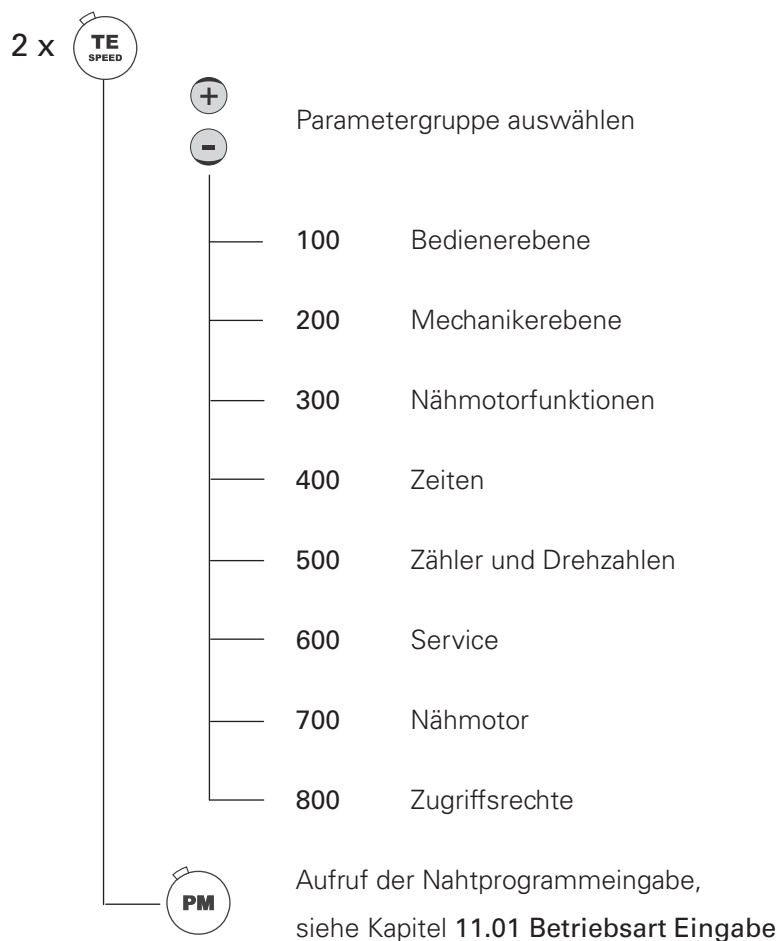 2 x TE
SPEED
+
Parametergruppe auswählen
-
100 Bedienerebene
200 Mechanikerebene
300 Nähmotorfunktionen
400 Zeiten
500 Zähler und Drehzahlen
600 Service
700 Nähmotor
800 Zugriffsrechte
PM
Aufruf der Nahtprogrammeingabe,
siehe Kapitel 11.01 Betriebsart Eingabe